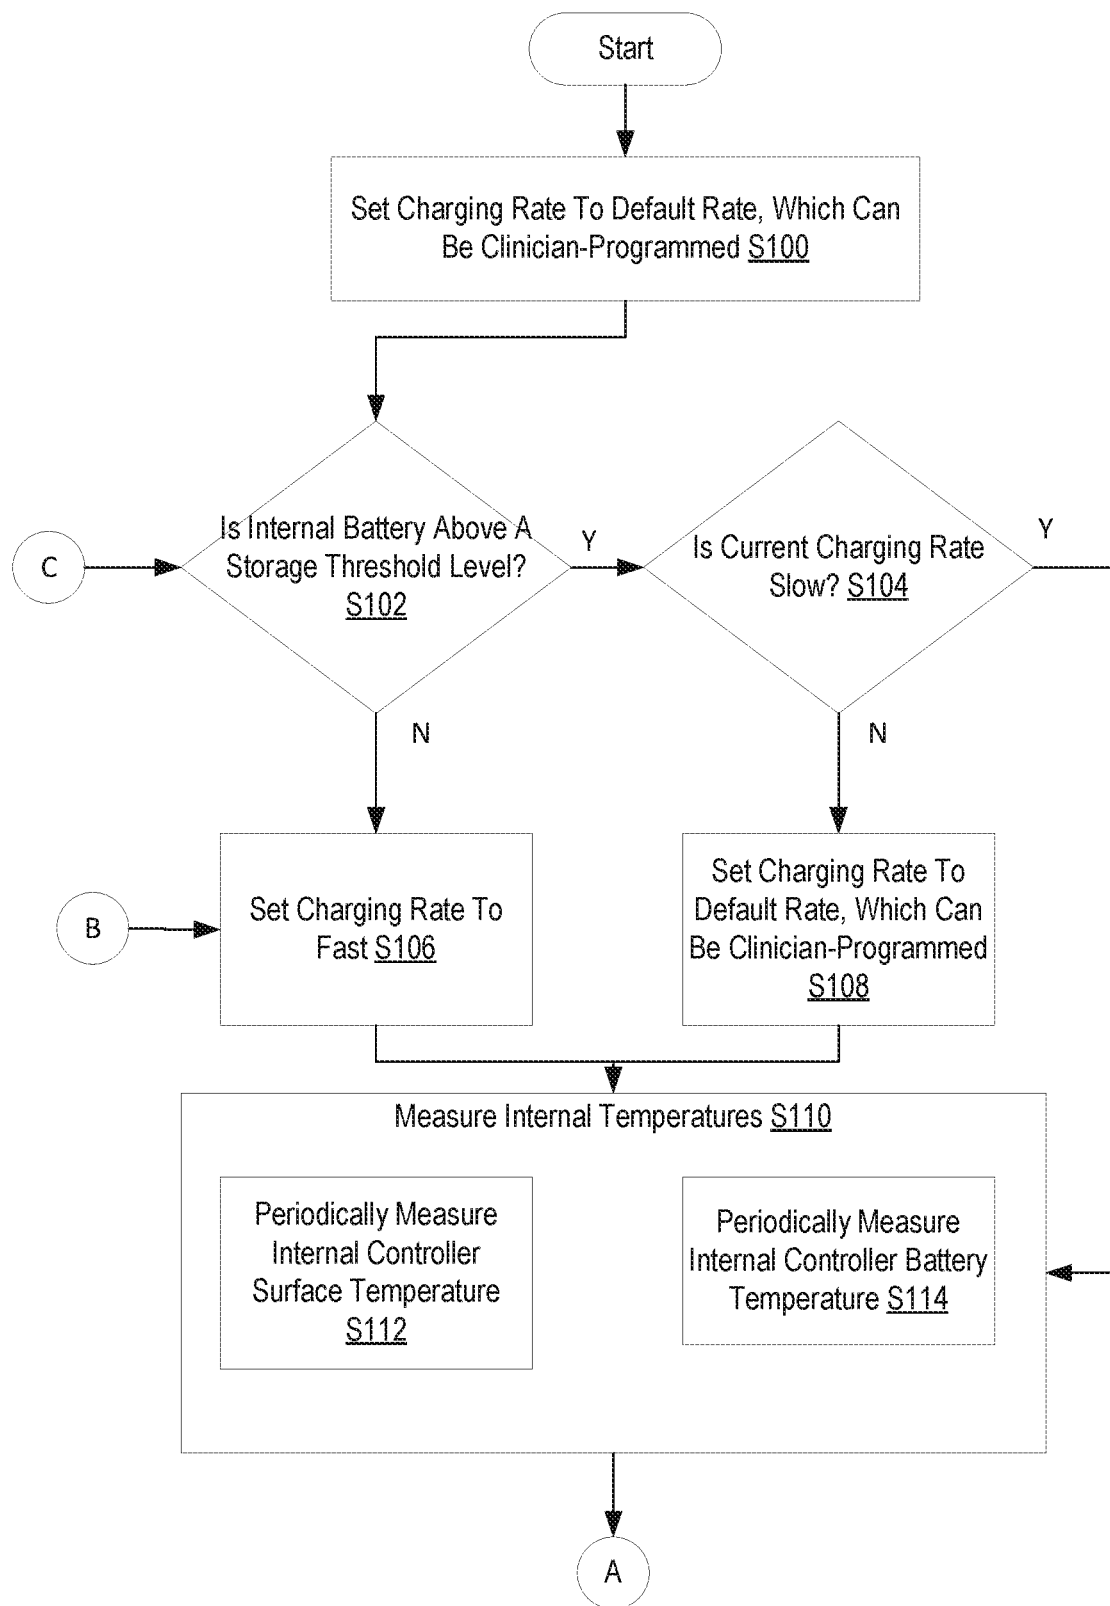 Start
Set Charging Rate To Default Rate, Which Can
Be Clinician-Programmed S100
Is Internal Battery Above A
Storage Threshold Level?
S102
Y
Is Current Charging Rate
Slow? S104
Y
C
N
N
B
Set Charging Rate To
Fast S106
Set Charging Rate To
Default Rate, Which Can
Be Clinician-Programmed
S108
Measure Internal Temperatures S110
Periodically Measure
Internal Controller
Surface Temperature
S112
Periodically Measure
Internal Controller Battery
Temperature S114
A